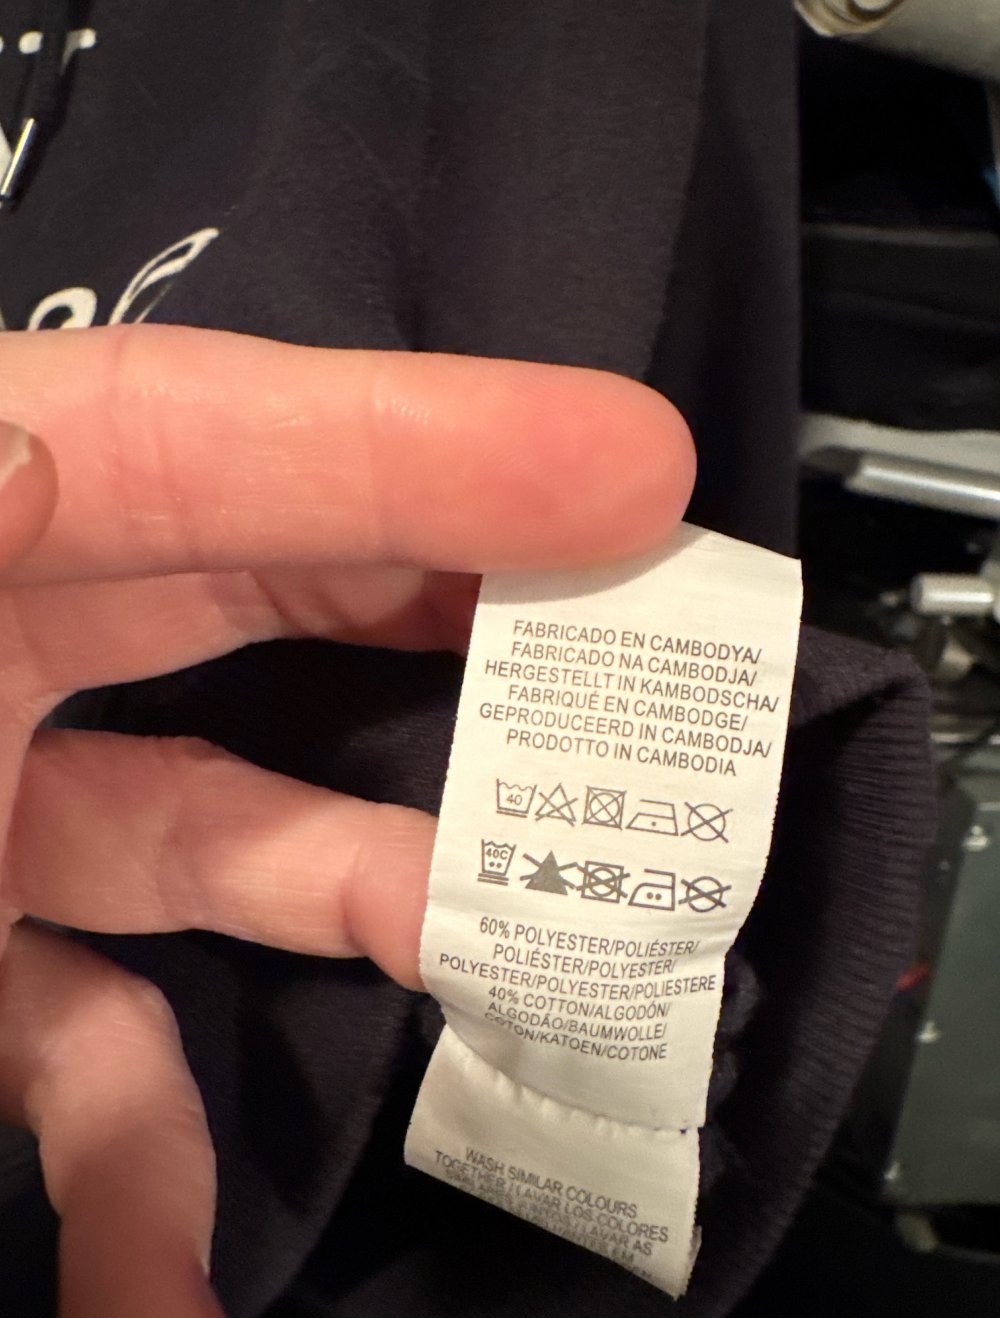 FABRICADO EN CAMBODYA/
FABRICADO NA CAMBODJA/
HERGESTELLT IN KAMBODSCHA/
FABRIQUÉ EN CAMBODGE/
GEPRODUCEERD IN CAMBODJA/
PRODOTTO IN CAMBODIA
40
40C
60% POLYESTER/POLIÉSTER/
POLIÉSTER/POLYESTER/
POLYESTER/POLYESTER/POLIESTERE
40% COTTON/ALGODÓN/
ALGODÃO/BAUMWOLLE/
COTON/KATOEN/COTONE
WASH SIMILAR COLOURS
TOGETHER / LAVAR LOS COLORES
/ LAVAR AS